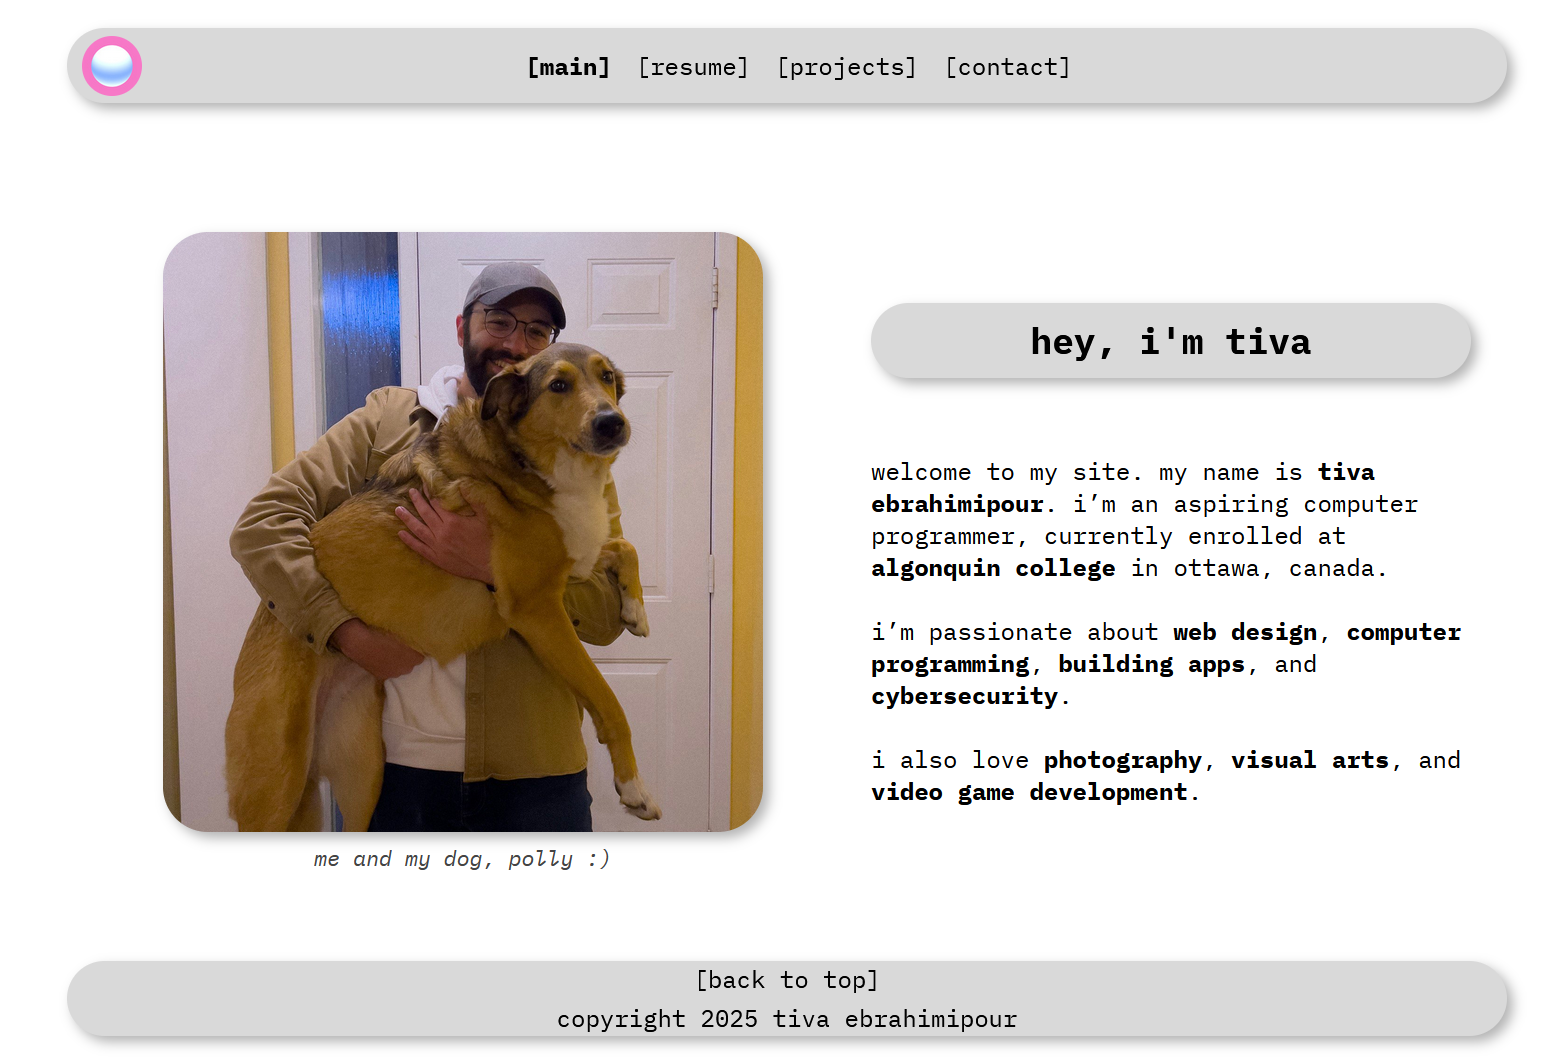 [main] [resume] [projects] [contact]
hey, i'm tiva
welcome to my site. my name is tiva
ebrahimipour. i’m an aspiring computer
programmer, currently enrolled at
algonquin college in ottawa, canada.
i’m passionate about web design, computer
programming, building apps, and
cybersecurity.
i also love photography, visual arts, and
video game development.
me and my dog, polly :)
[back to top]
copyright 2025 tiva ebrahimipour